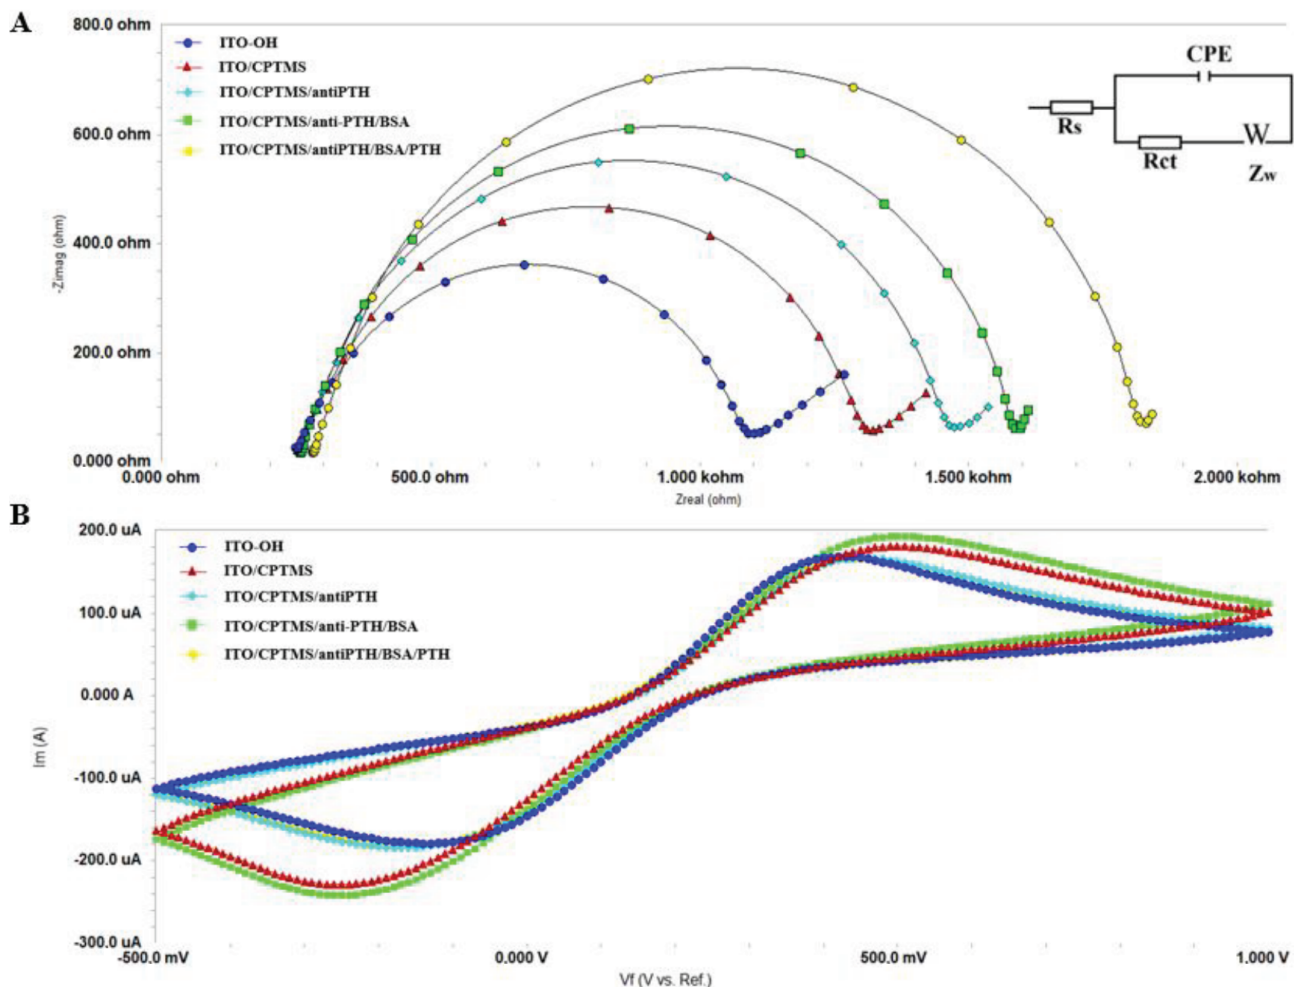 A
800.0 ohm
ITO-OH
ITO/CPTMS
ITO/CPTMS/antiPTH
ITO/CPTMS/anti-PTH/BSA
ITO/CPTMS/antiPTH/BSA/PTH
CPE
Rs
Rct
W
Zw
600.0 ohm
400.0 ohm
200.0 ohm
0.000 ohm
-Zimag (ohm)
0.000 ohm
500.0 ohm
1.000 kohm
1.500 kohm
2.000 kohm
Zreal (ohm)
B
200.0 uA
ITO-OH
ITO/CPTMS
ITO/CPTMS/antiPTH
ITO/CPTMS/anti-PTH/BSA
ITO/CPTMS/antiPTH/BSA/PTH
100.0 uA
0.000 A
-100.0 uA
-200.0 uA
-300.0 uA
Im (A)
-500.0 mV
0.000 V
500.0 mV
1.000 V
Vf (V vs. Ref.)